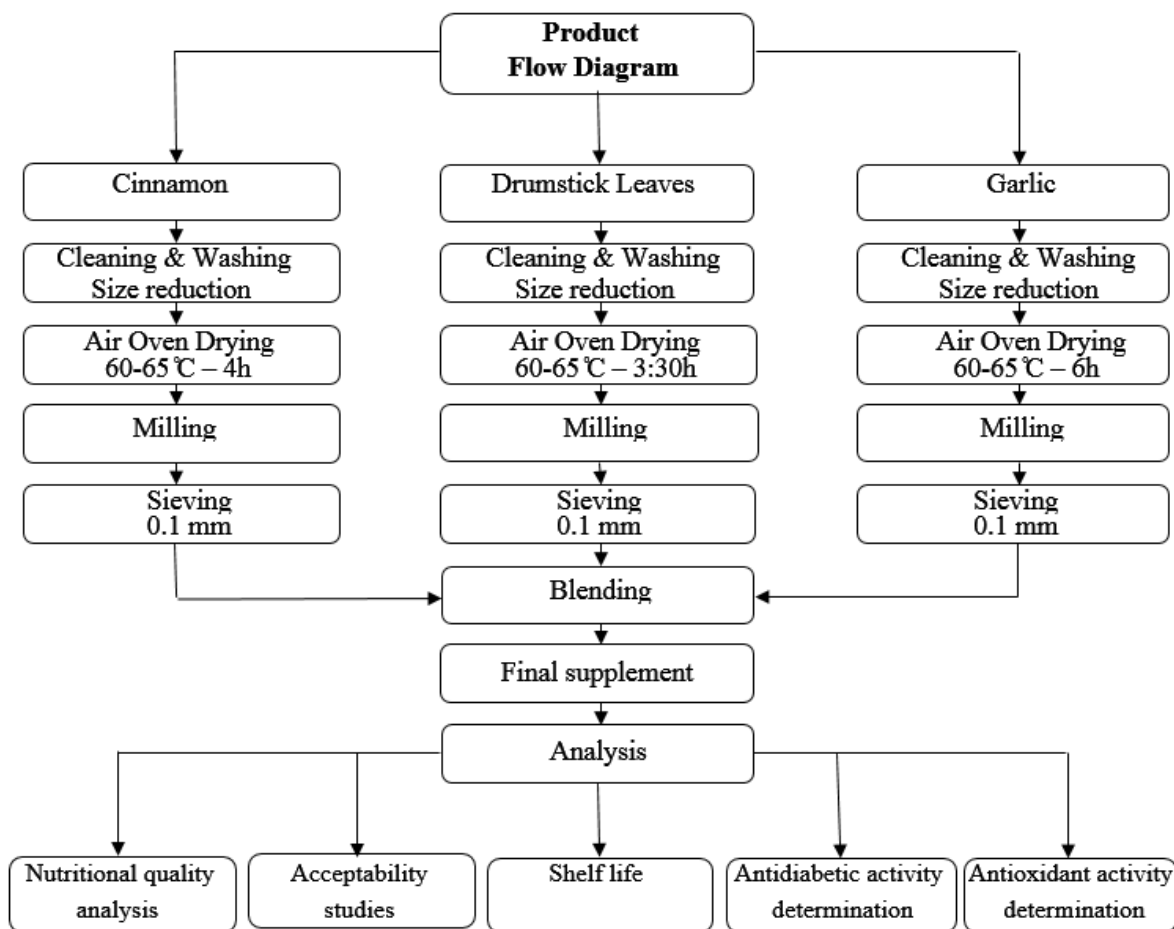 Product
Flow Diagram
Cinnamon
Drumstick Leaves
Garlic
Cleaning & Washing
Size reduction
Cleaning & Washing
Size reduction
Cleaning & Washing
Size reduction
Air Oven Drying
60-65℃ – 4h
Air Oven Drying
60-65℃ – 3:30h
Air Oven Drying
60-65℃ – 6h
Milling
Milling
Milling
Sieving
0.1 mm
Sieving
0.1 mm
Sieving
0.1 mm
Blending
Final supplement
Analysis
Nutritional quality
analysis
Acceptability
studies
Shelf life
Antidiabetic activity
determination
Antioxidant activity
determination